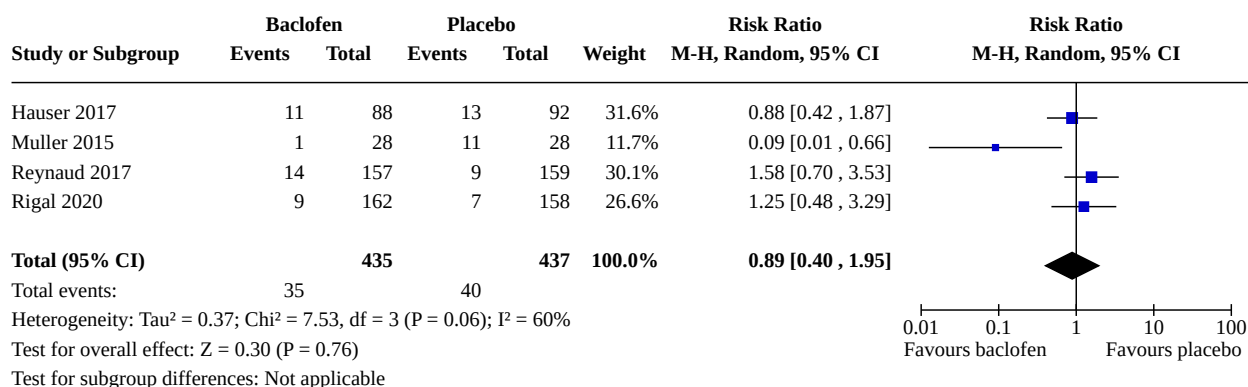 Baclofen Placebo Risk Ratio Risk Ratio
Study or Subgroup Events Total Events Total Weight M-H, Random, 95% CI M-H, Random, 95% CI
Hauser 2017 11 88 13 92 31.6% 0.88 [0.42 , 1.87]
Muller 2015 1 28 11 28 11.7% 0.09 [0.01 , 0.66]
Reynaud 2017 14 157 9 159 30.1% 1.58 [0.70 , 3.53]
Rigal 2020 9 162 7 158 26.6% 1.25 [0.48 , 3.29]
Total (95% CI) 435 437 100.0% 0.89 [0.40 , 1.95]
Total events: 35 40
Heterogeneity: Tau² = 0.37; Chi² = 7.53, df = 3 (P = 0.06); I² = 60%
0.01 0.1 1 10 100
Test for overall effect: Z = 0.30 (P = 0.76) Favours baclofen Favours placebo
Test for subgroup differences: Not applicable